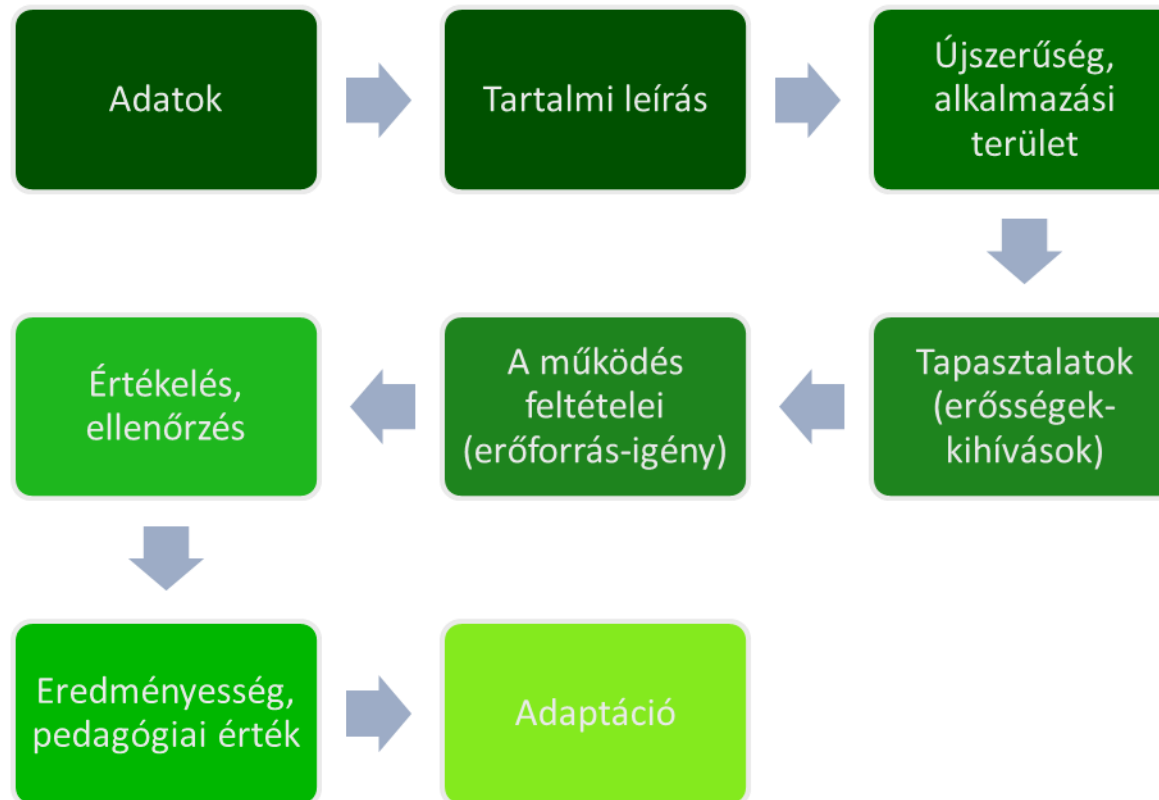 Adatok
Tartalmi leírás
Újszerűség,
alkalmazási
terület
Tapasztalatok
(erősségek-
kihívások)
A működés
feltételei
(erőforrás-igény)
Értékelés,
ellenőrzés
Eredményesség,
pedagógiai érték
Adaptáció